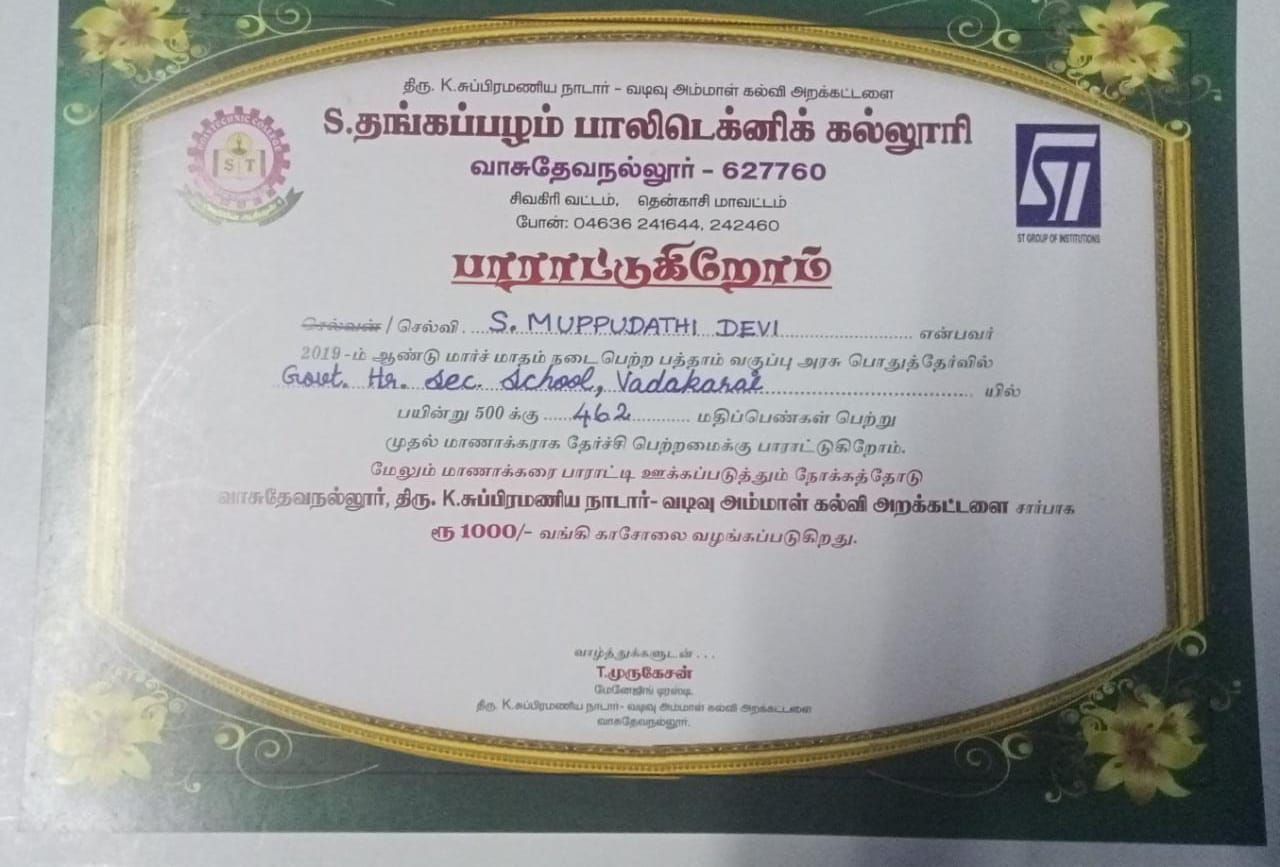 திரு. K.சுப்பிரமணிய நாடார் - வடிவு அம்மாள் கல்வி அறக்கட்டளை
S.தங்கப்பழம் பாலிடெக்னிக் கல்லூரி
வாசுதேவநல்லூர் - 627760
சிவகிரி வட்டம், தென்காசி மாவட்டம்
போன்: 04636 241644, 242460
POLYTECHNIC COLLEGE
S T
ST
ST GROUP OF INSTITUTIONS
பாராட்டுகிறோம்
செல்வன் / செல்வி . S. MUPPUDATHI DEVI என்பவர்
2019-ம் ஆண்டு மார்ச் மாதம் நடைபெற்ற பத்தாம் வகுப்பு அரசு பொதுத்தேர்வில்
Govt. Hr. Sec. School, Vadakarai யில்
பயின்று 500 க்கு 462 மதிப்பெண்கள் பெற்று
முதல் மாணாக்கராக தேர்ச்சி பெற்றமைக்கு பாராட்டுகிறோம்.
மேலும் மாணாக்கரை பாராட்டி ஊக்கப்படுத்தும் நோக்கத்தோடு
வாசுதேவநல்லூர், திரு. K.சுப்பிரமணிய நாடார்- வடிவு அம்மாள் கல்வி அறக்கட்டளை சார்பாக
ரூ 1000/- வங்கி காசோலை வழங்கப்படுகிறது.
வாழ்த்துக்களுடன் . . .
T.முருகேசன்
மேனேஜிங் டிரஸ்டி.
திரு. K.சுப்பிரமணிய நாடார்- வடிவு அம்மாள் கல்வி அறக்கட்டளை
வாசுதேவநல்லூர்.